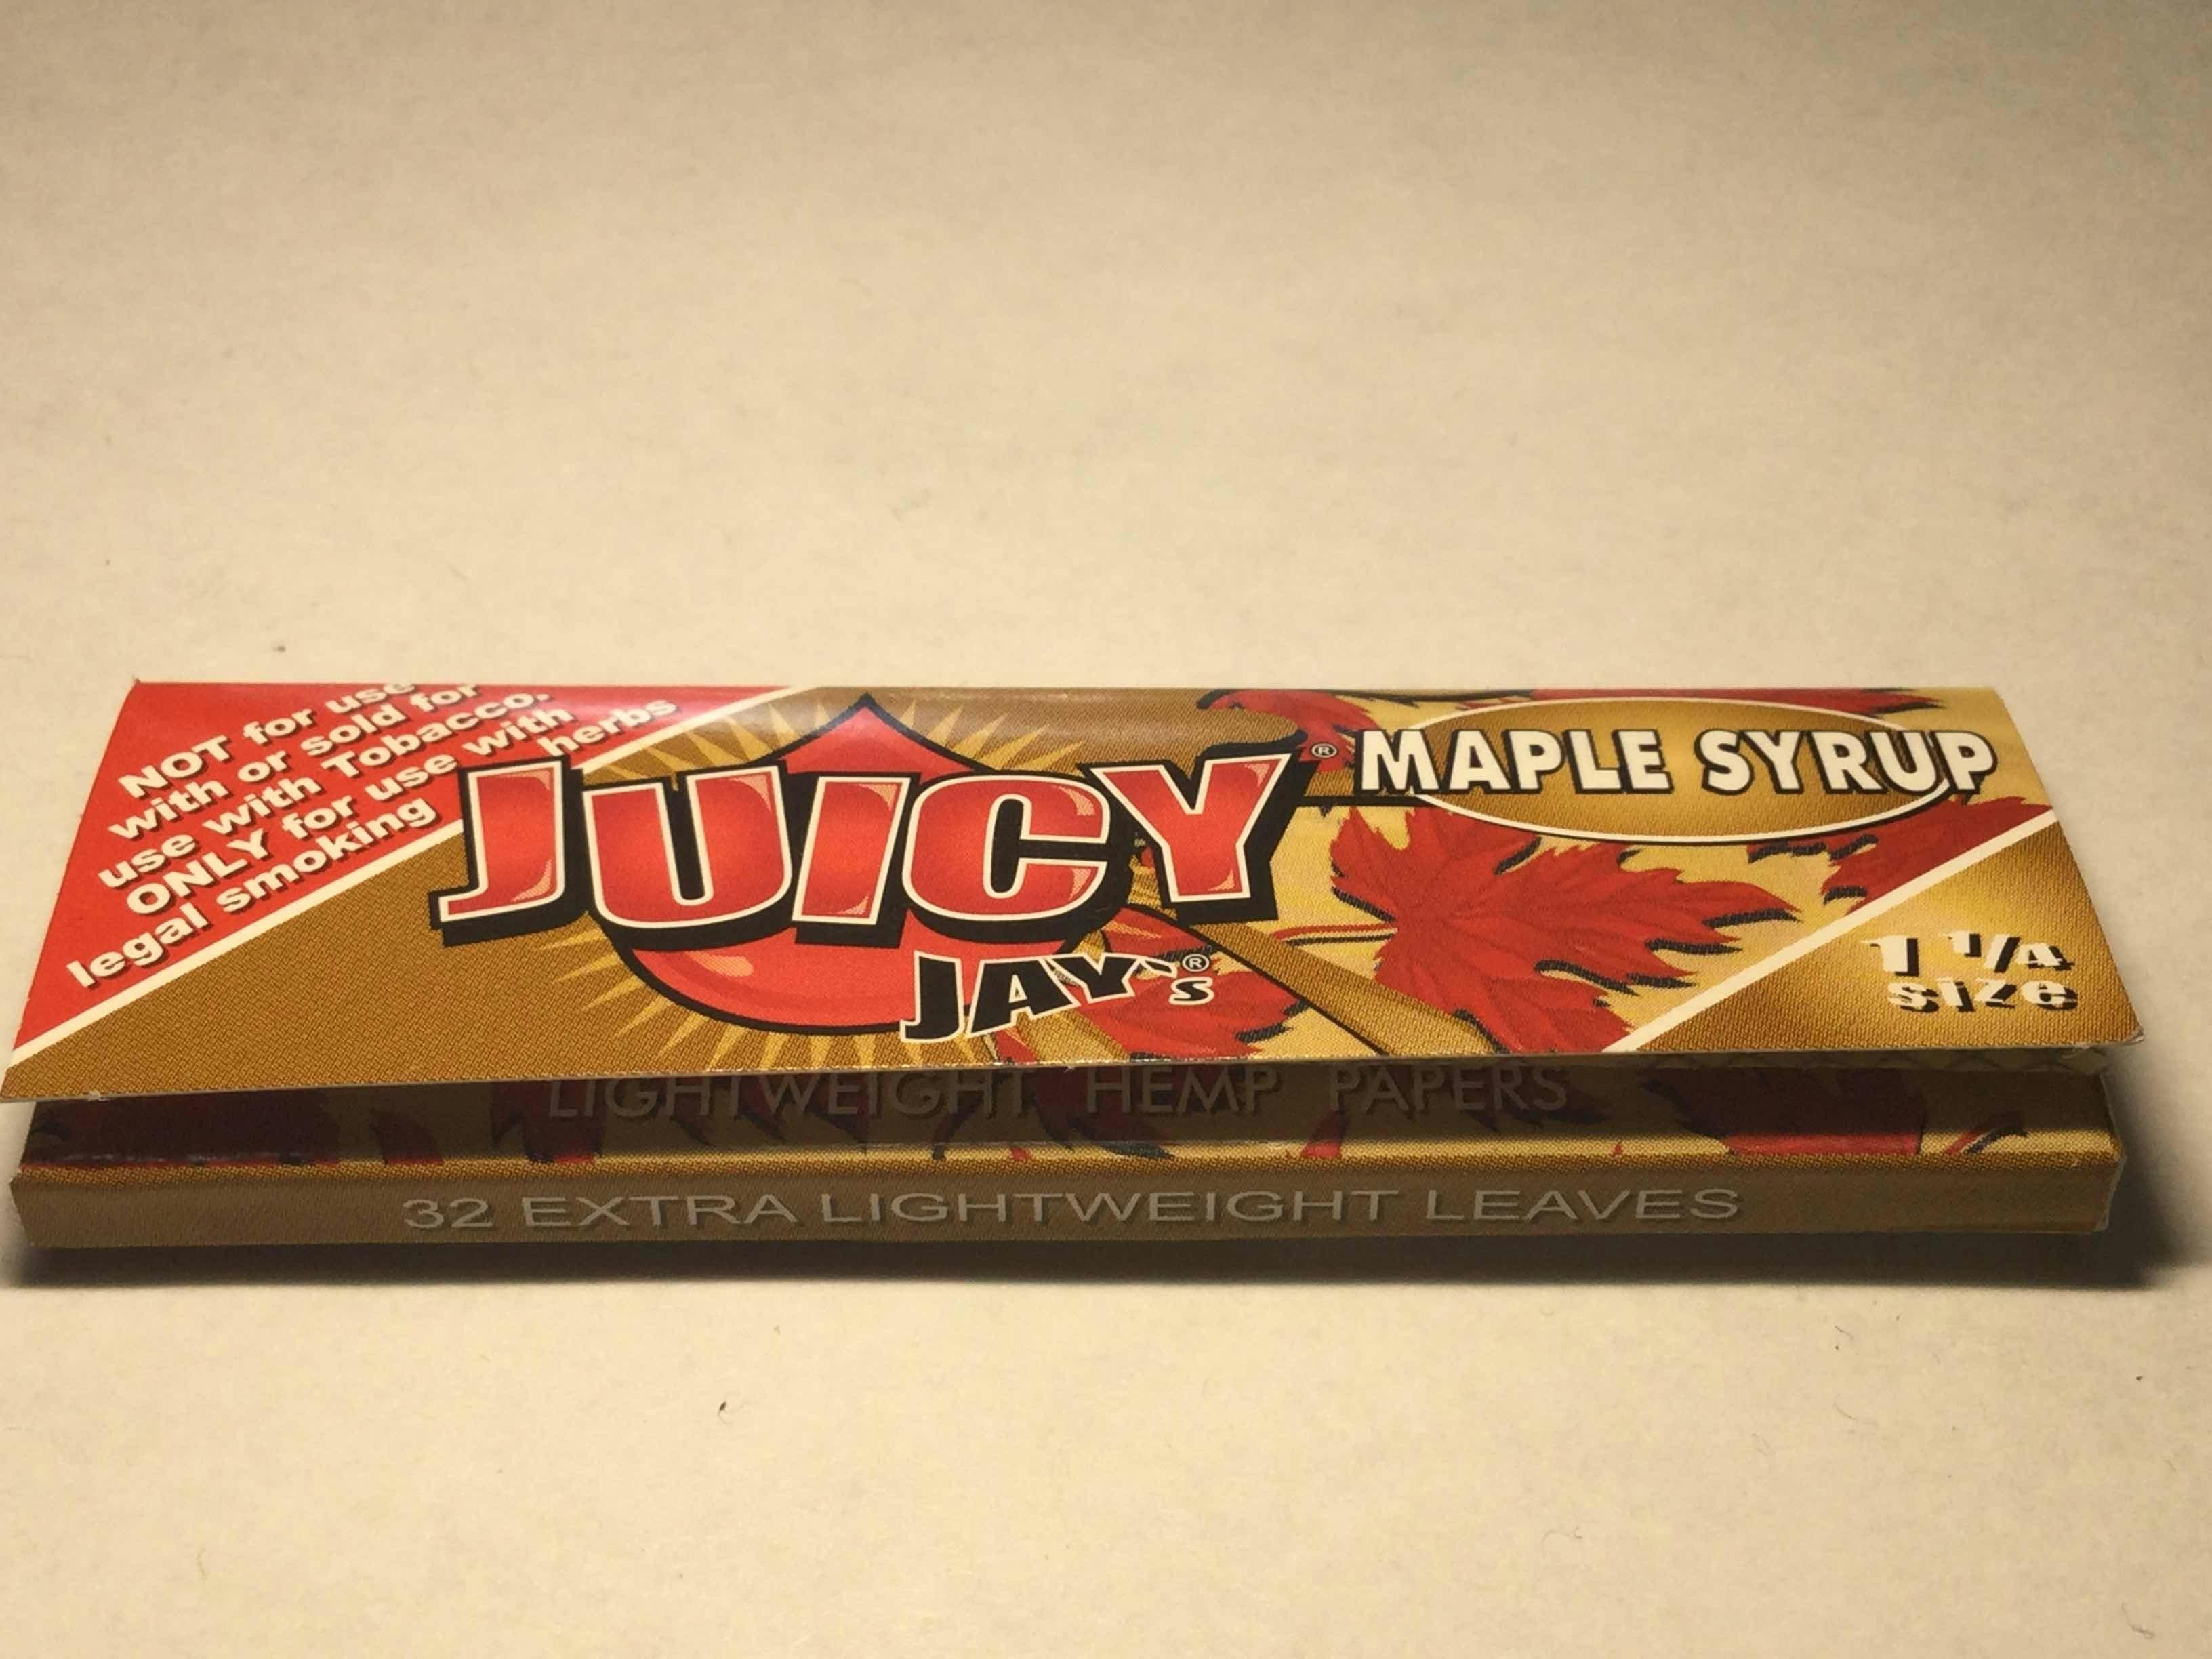 NOT for use
with or sold for
use with Tobacco.
ONLY for use with
legal smoking herbs
JUICY®
JAY'S®
MAPLE SYRUP
1 1/4
size
LIGHTWEIGHT HEMP PAPERS
32 EXTRA LIGHTWEIGHT LEAVES